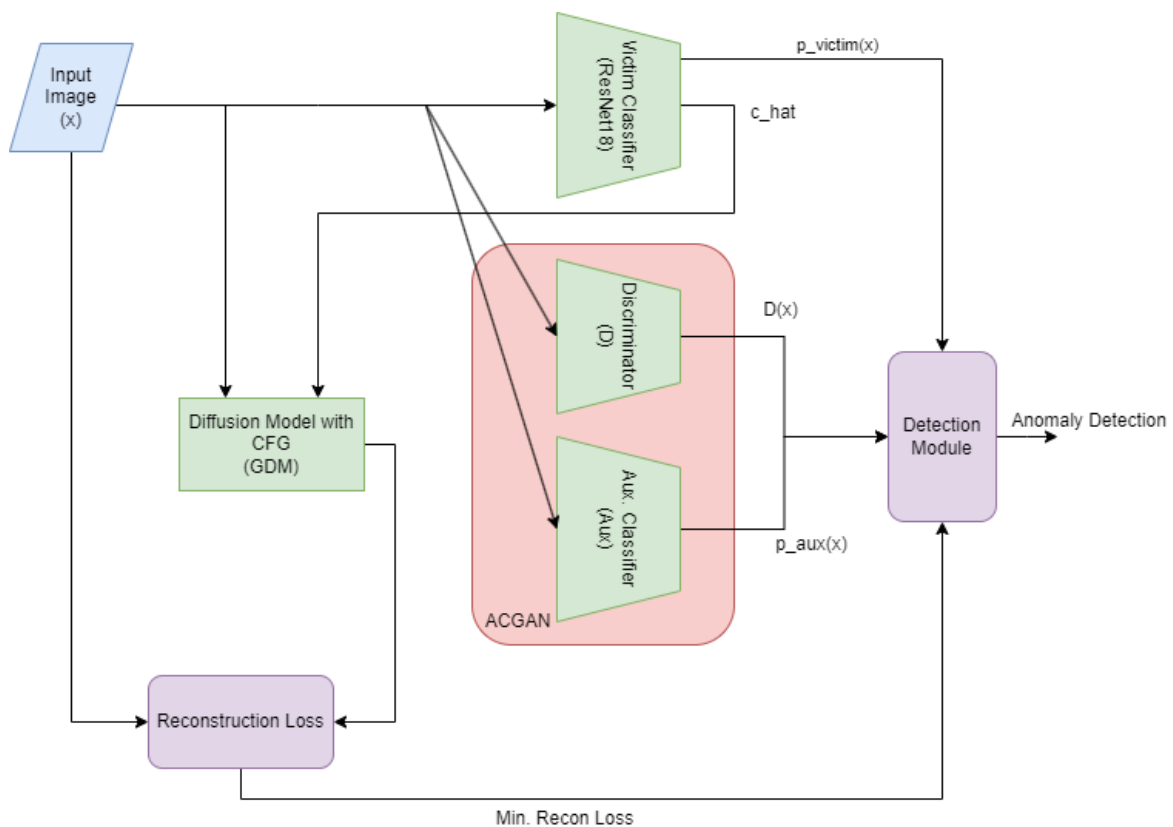 Input
Image
(x)
Victim Classifier
(ResNet18)
p_victim(x)
c_hat
Discriminator
(D)
D(x)
Diffusion Model with
CFG
(GDM)
Aux. Classifier
(Aux)
p_aux(x)
ACGAN
Detection
Module
Anomaly Detection
Reconstruction Loss
Min. Recon Loss